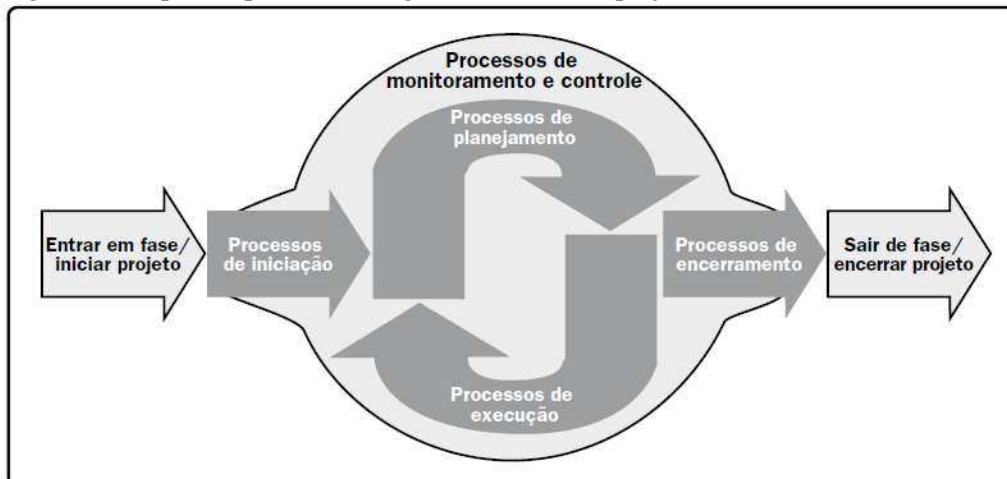 Processos de
monitoramento e controle
Processos de
planejamento
Entrar em fase/
iniciar projeto
Processos
de iniciação
Processos de
encerramento
Sair de fase/
encerrar projeto
Processos de
execução